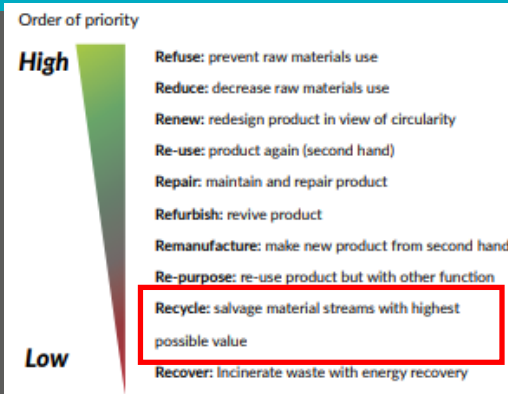 Order of priority
High
Refuse: prevent raw materials use
Reduce: decrease raw materials use
Renew: redesign product in view of circularity
Re-use: product again (second hand)
Repair: maintain and repair product
Refurbish: revive product
Remanufacture: make new product from second hand
Re-purpose: re-use product but with other function
Recycle: salvage material streams with highest
possible value
Low
Recover: Incinerate waste with energy recovery